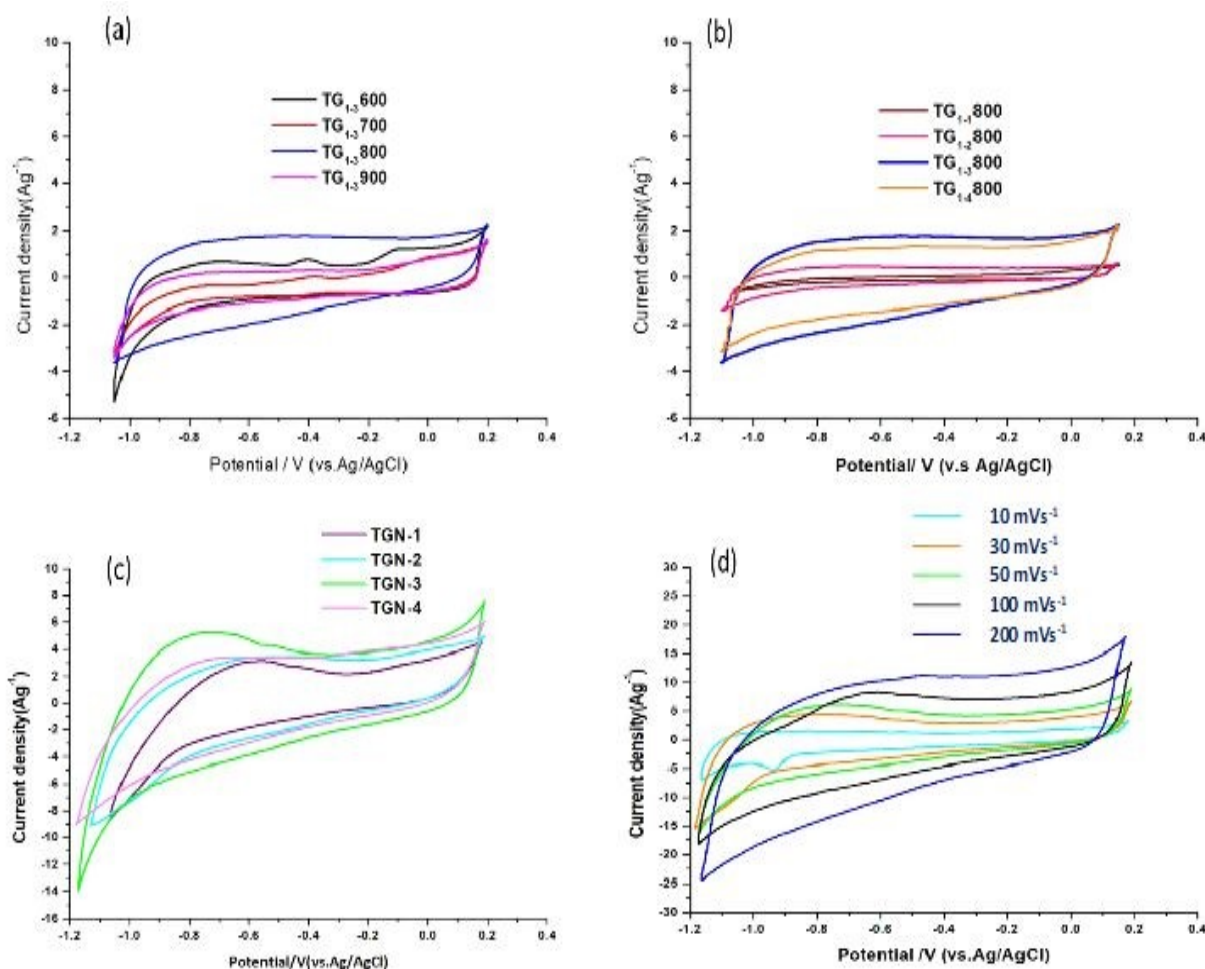 (a)
10
8
6
4
2
0
-2
-4
-6
Current density(Ag⁻¹)
TG₁₋₃600
TG₁₋₃700
TG₁₋₃800
TG₁₋₃900
-1.2 -1.0 -0.8 -0.6 -0.4 -0.2 0.0 0.2 0.4
Potential / V (vs.Ag/AgCl)
(b)
10
8
6
4
2
0
-2
-4
-6
Current density(Ag⁻¹)
TG₁₋₁800
TG₁₋₂800
TG₁₋₃800
TG₁₋₄800
-1.2 -1.0 -0.8 -0.6 -0.4 -0.2 0.0 0.2 0.4
Potential/ V (v.s Ag/AgCl)
(c)
TGN-1
TGN-2
TGN-3
TGN-4
10
8
6
4
2
0
-2
-4
-6
-8
-10
-12
-14
-16
Current density(Ag⁻¹)
-1.2 -1.0 -0.8 -0.6 -0.4 -0.2 0.0 0.2 0.4
Potential/V(vs.Ag/AgCl)
(d)
10 mVs⁻¹
30 mVs⁻¹
50 mVs⁻¹
100 mVs⁻¹
200 mVs⁻¹
30
25
20
15
10
5
0
-5
-10
-15
-20
-25
-30
Current density(Ag⁻¹)
-1.2 -1.0 -0.8 -0.6 -0.4 -0.2 0.0 0.2 0.4
Potential /V (vs.Ag/AgCl)